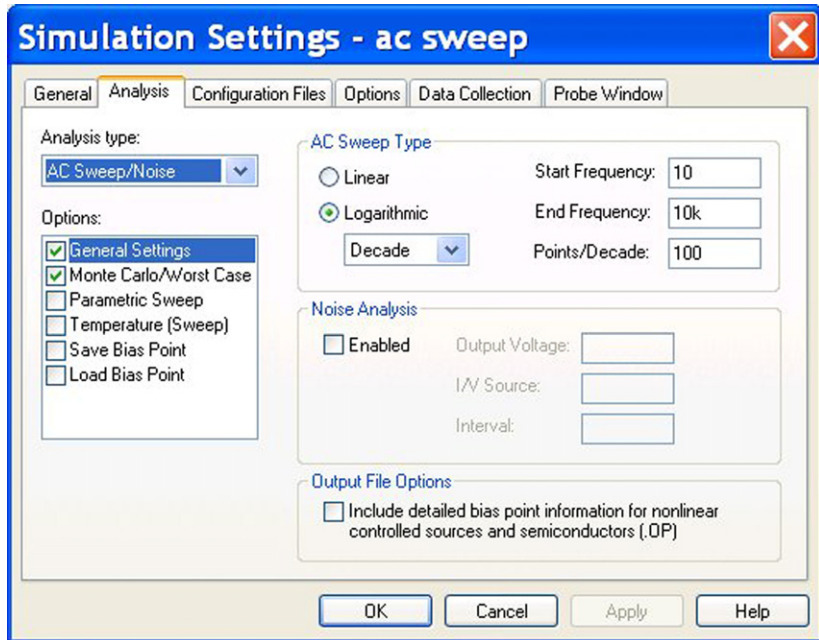 Simulation Settings - ac sweep
General Analysis Configuration Files Options Data Collection Probe Window
Analysis type:
AC Sweep/Noise
Options:
General Settings
Monte Carlo/Worst Case
Parametric Sweep
Temperature (Sweep)
Save Bias Point
Load Bias Point
AC Sweep Type
Linear
Logarithmic
Decade
Start Frequency: 10
End Frequency: 10k
Points/Decade: 100
Noise Analysis
Enabled
Output Voltage:
I/V Source:
Interval:
Output File Options
Include detailed bias point information for nonlinear
controlled sources and semiconductors (.OP)
OK Cancel Apply Help